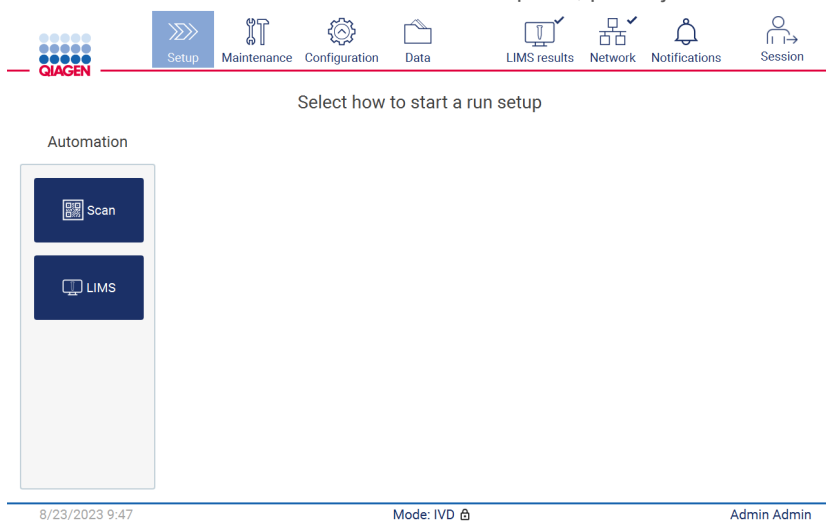 QIAGEN
Setup
Maintenance
Configuration
Data
LIMS results
Network
Notifications
Session
Select how to start a run setup
Automation
Scan
LIMS
8/23/2023 9:47
Mode: IVD
Admin Admin